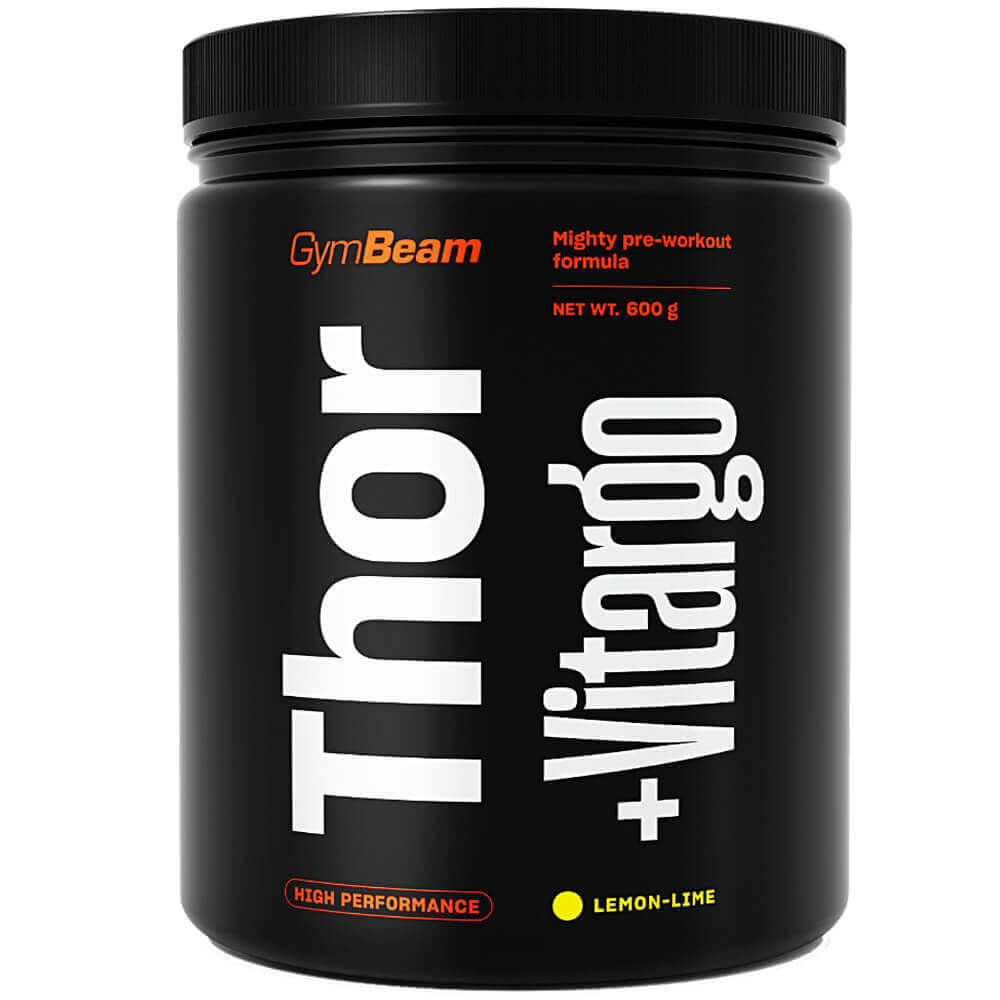 GymBeam
Mighty pre-workout
formula
NET WT. 600 g
Thor
+Vitargo
HIGH PERFORMANCE
LEMON-LIME